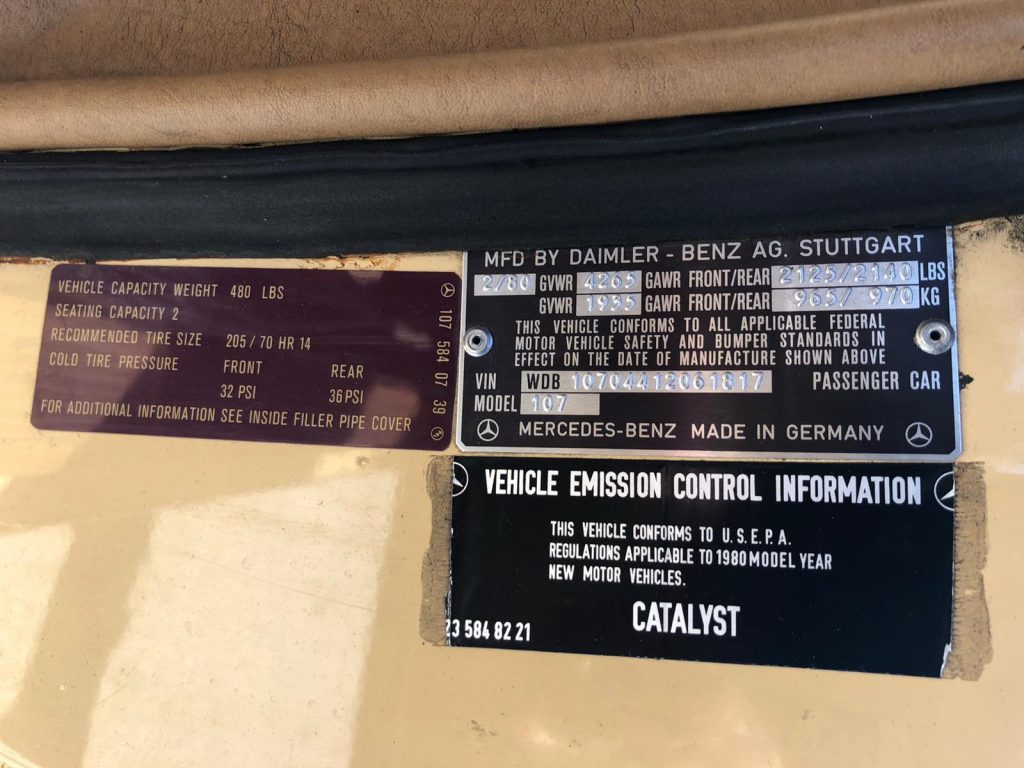 VEHICLE CAPACITY WEIGHT 480 LBS
SEATING CAPACITY 2
RECOMMENDED TIRE SIZE 205/70 HR 14
COLD TIRE PRESSURE FRONT REAR
32 PSI 36 PSI
FOR ADDITIONAL INFORMATION SEE INSIDE FILLER PIPE COVER
107 584 07 39
MFD BY DAIMLER - BENZ AG. STUTTGART
2/80 GVWR 4265 GAWR FRONT/REAR 2125/2140 LBS
GVWR 1935 GAWR FRONT/REAR 965/ 970 KG
THIS VEHICLE CONFORMS TO ALL APPLICABLE FEDERAL
MOTOR VEHICLE SAFETY AND BUMPER STANDARDS IN
EFFECT ON THE DATE OF MANUFACTURE SHOWN ABOVE
VIN WDB 10704412061817 PASSENGER CAR
MODEL 107
MERCEDES-BENZ MADE IN GERMANY
VEHICLE EMISSION CONTROL INFORMATION
THIS VEHICLE CONFORMS TO U.S.E.P.A.
REGULATIONS APPLICABLE TO 1980 MODEL YEAR
NEW MOTOR VEHICLES.
CATALYST
23 584 82 21